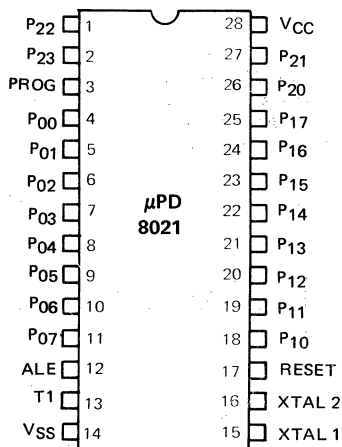 P22 1 28 VCC
P23 2 27 P21
PROG 3 26 P20
P00 4 25 P17
P01 5 24 P16
P02 6 23 P15
P03 7 μPD 22 P14
P04 8 8021 21 P13
P05 9 20 P12
P06 10 19 P11
P07 11 18 P10
ALE 12 17 RESET
T1 13 16 XTAL 2
VSS 14 15 XTAL 1